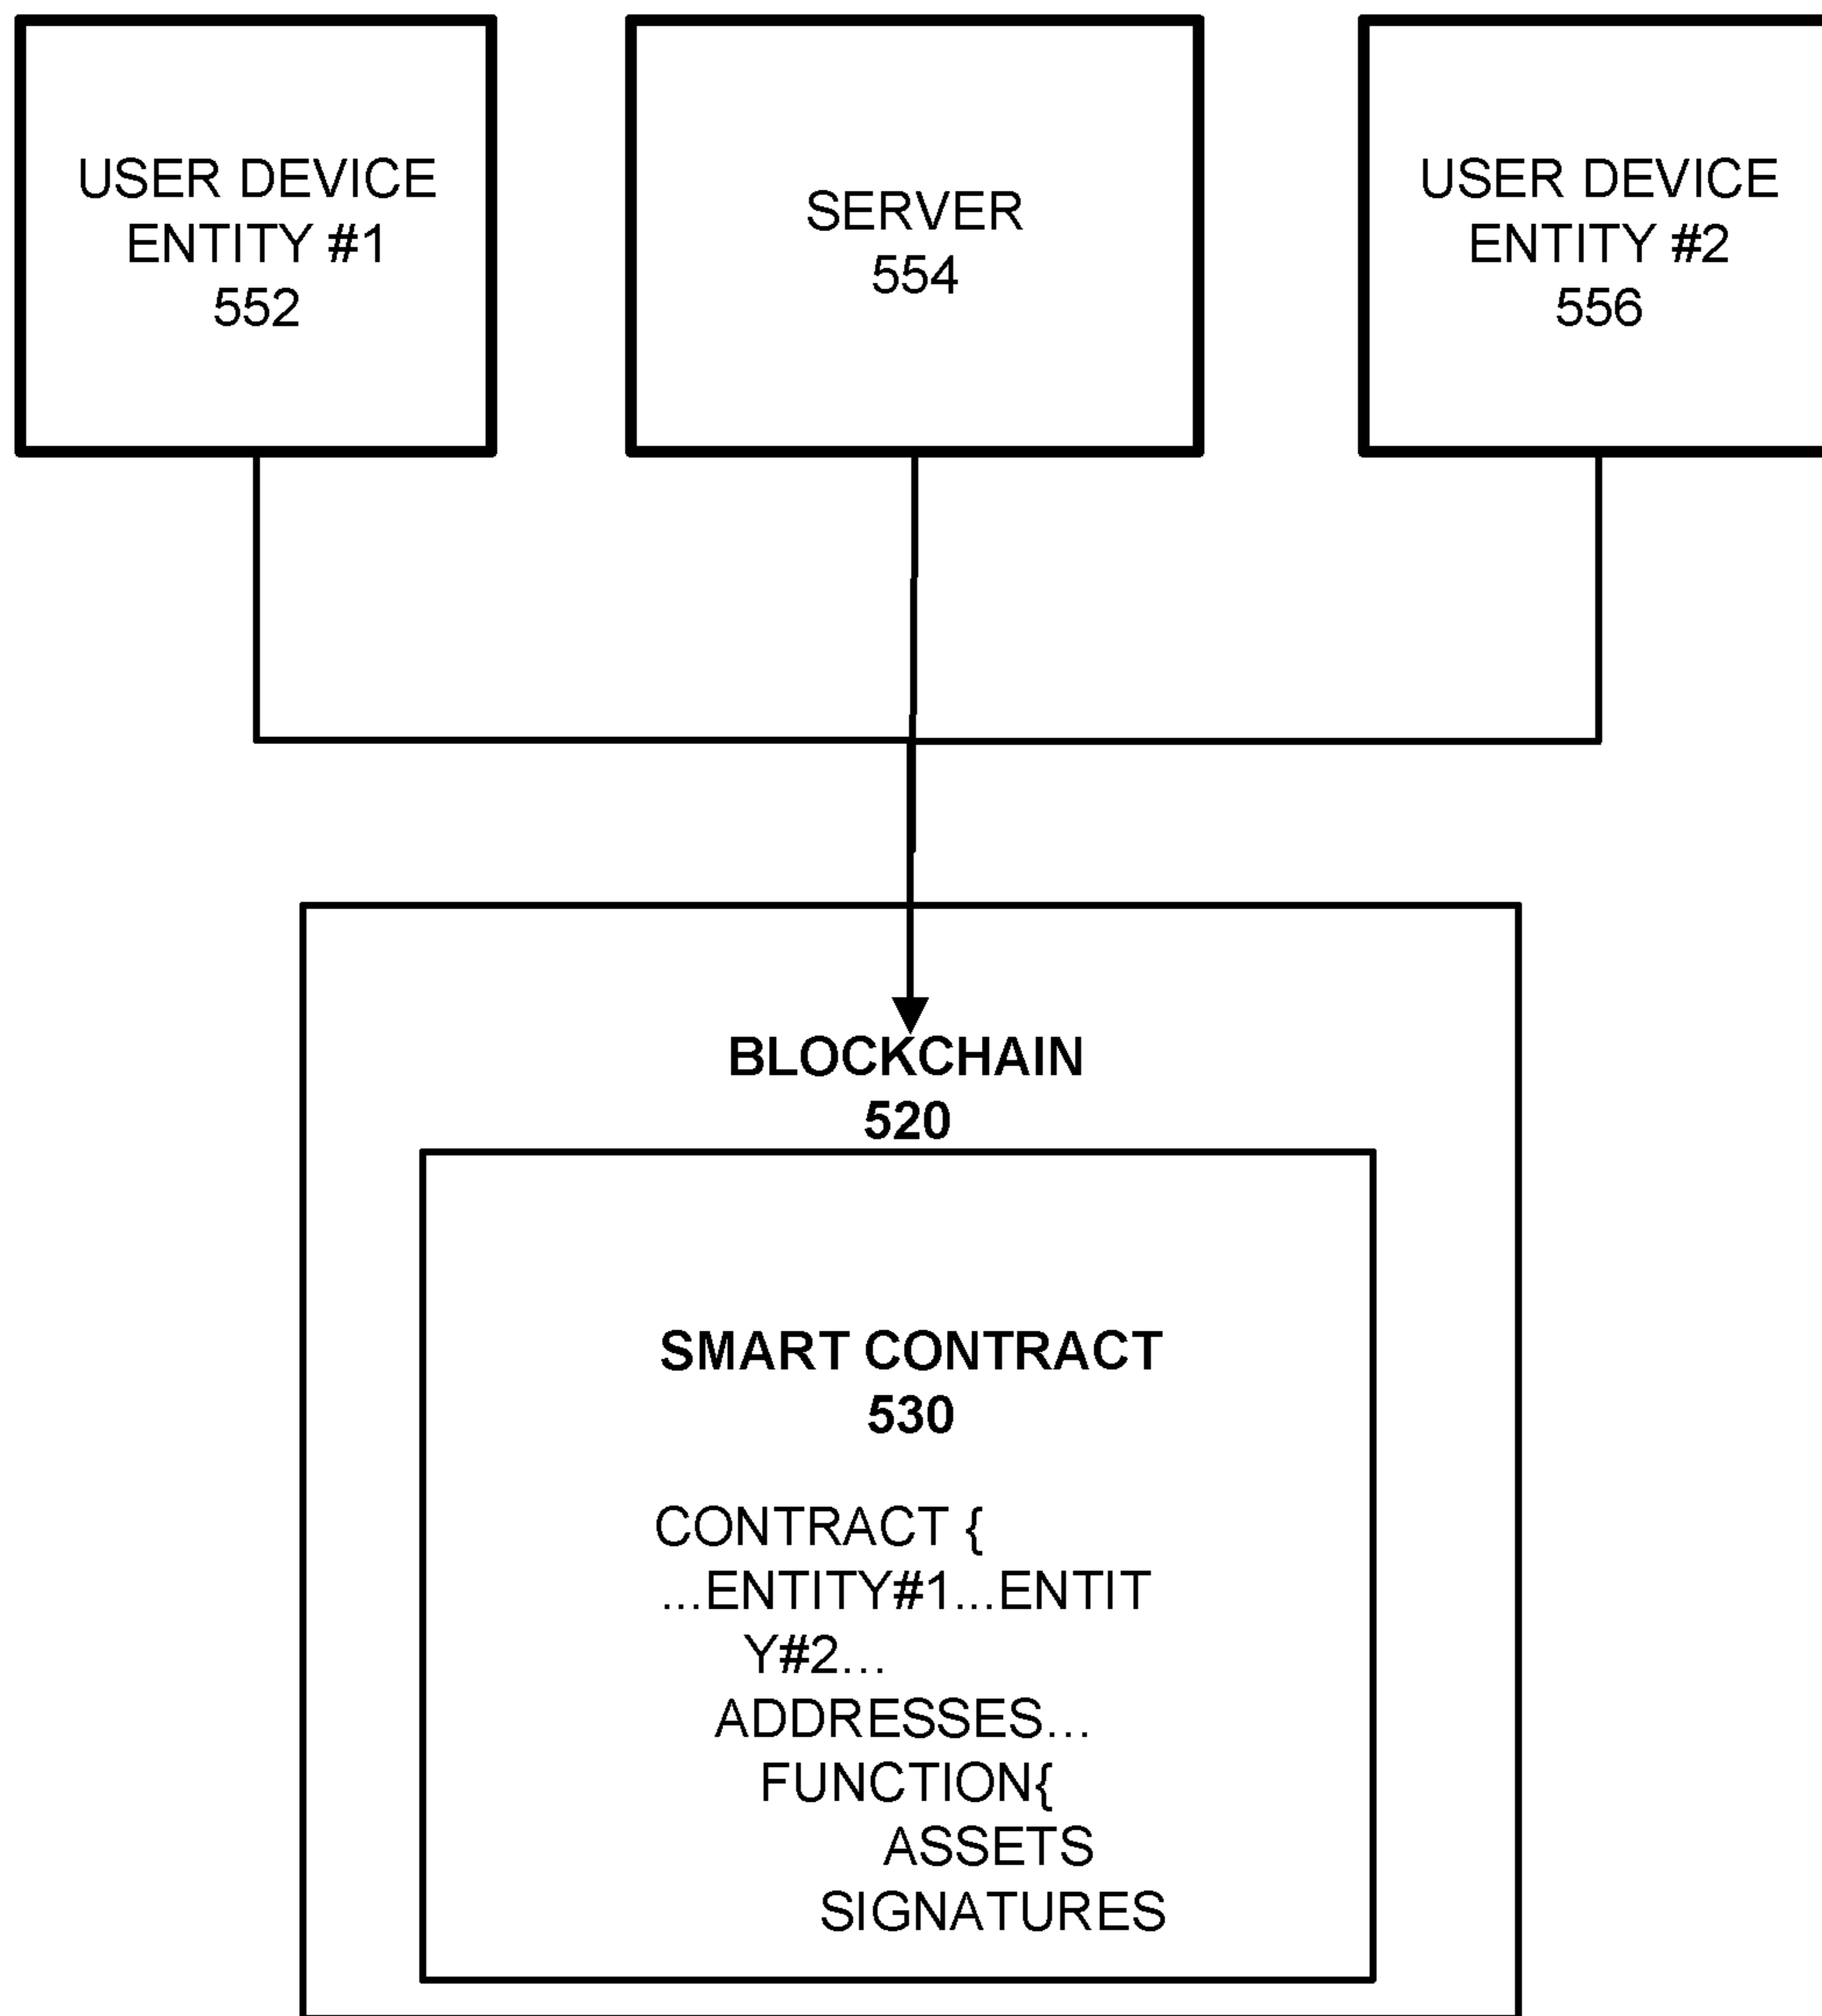 USER DEVICE
ENTITY #1
552
SERVER
554
USER DEVICE
ENTITY #2
556
BLOCKCHAIN
520
SMART CONTRACT
530
CONTRACT {
...ENTITY#1...ENTIT
Y#2...
ADDRESSES...
FUNCTION{
ASSETS
SIGNATURES